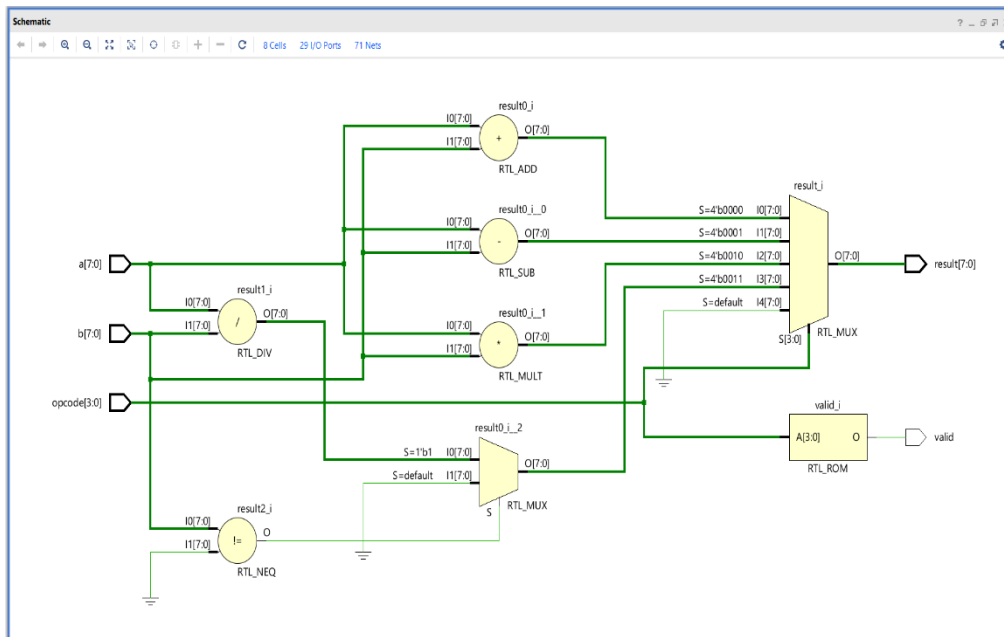 Schematic
8 Cells 29 I/O Ports 71 Nets
result0_i
I0[7:0]
O[7:0]
I1[7:0]
+
RTL_ADD
result_i
S=4'b0000 I0[7:0]
S=4'b0001 I1[7:0]
S=4'b0010 I2[7:0]
S=4'b0011 I3[7:0]
S=default I4[7:0]
O[7:0]
S[3:0]
RTL_MUX
result[7:0]
result0_i__0
I0[7:0]
O[7:0]
I1[7:0]
-
RTL_SUB
a[7:0]
result1_i
I0[7:0]
O[7:0]
I1[7:0]
/
RTL_DIV
b[7:0]
result0_i__1
I0[7:0]
O[7:0]
I1[7:0]
*
RTL_MULT
opcode[3:0]
valid_i
A[3:0] O
RTL_ROM
valid
result0_i__2
S=1'b1 I0[7:0]
O[7:0]
S=default I1[7:0]
S
RTL_MUX
result2_i
I0[7:0]
O
I1[7:0]
!=
RTL_NEQ